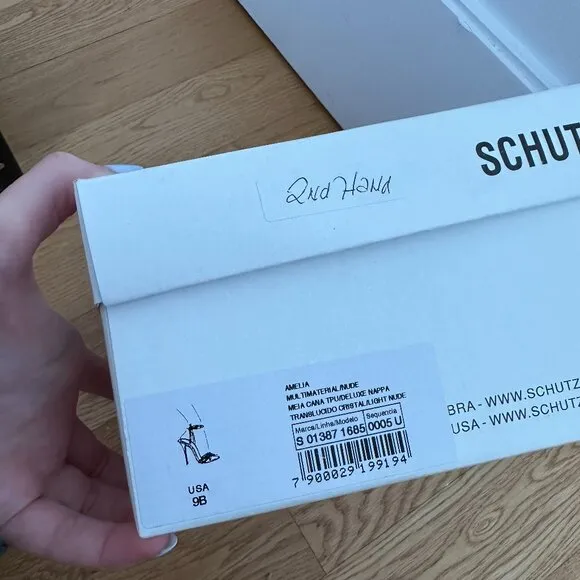 SCHUT
2nd Hand
AMELIA
MULTIMATERIAL/NUDE
MEIA CANA TPU/DELUXE NAPPA
TRANSLUCIDO CRISTAL/LIGHT NUDE
Marca/Linha/Modelo Sequencia
S 01387 1685 0005 U
7 900029 199194
USA
9B
BRA - WWW.SCHUTZ
USA - WWW.SCHUTZ